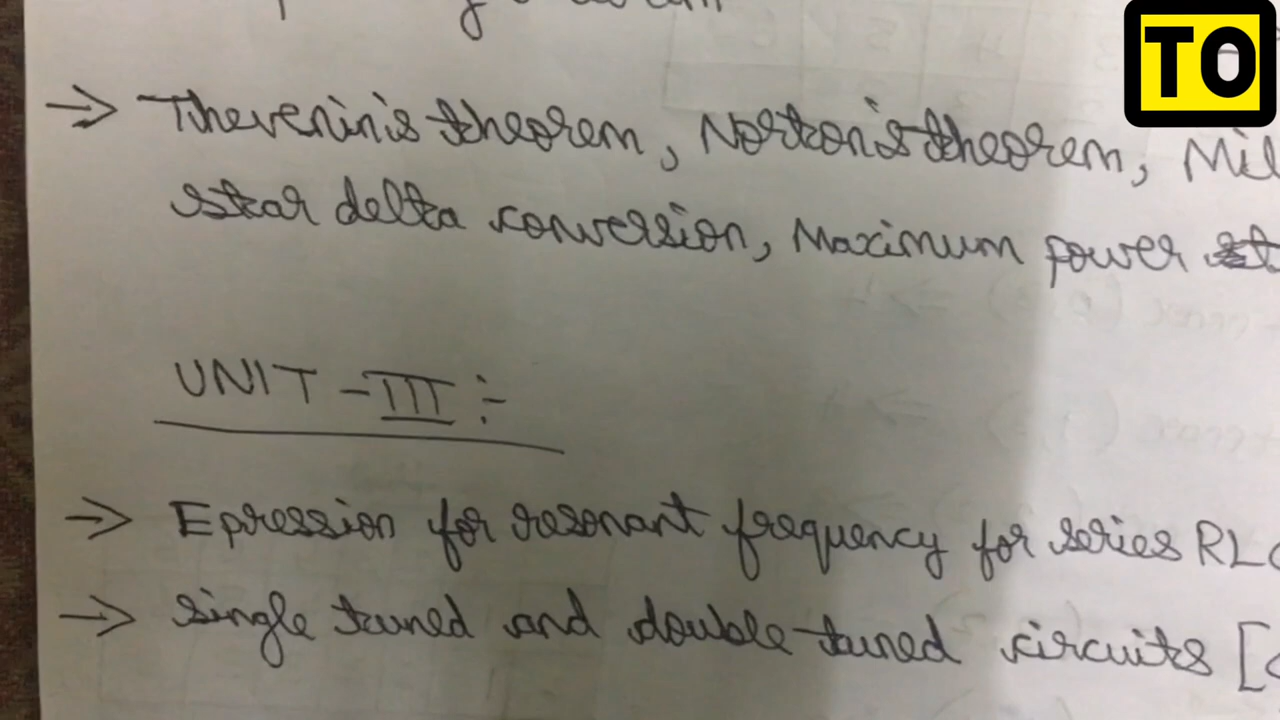 TO
→ Thevenin's theorem, Norton's theorem, Mil
star delta conversion, Maximum power
UNIT - III :-
→ Epression for resonant frequency for series RLC
→ single tuned and double tuned circuits [